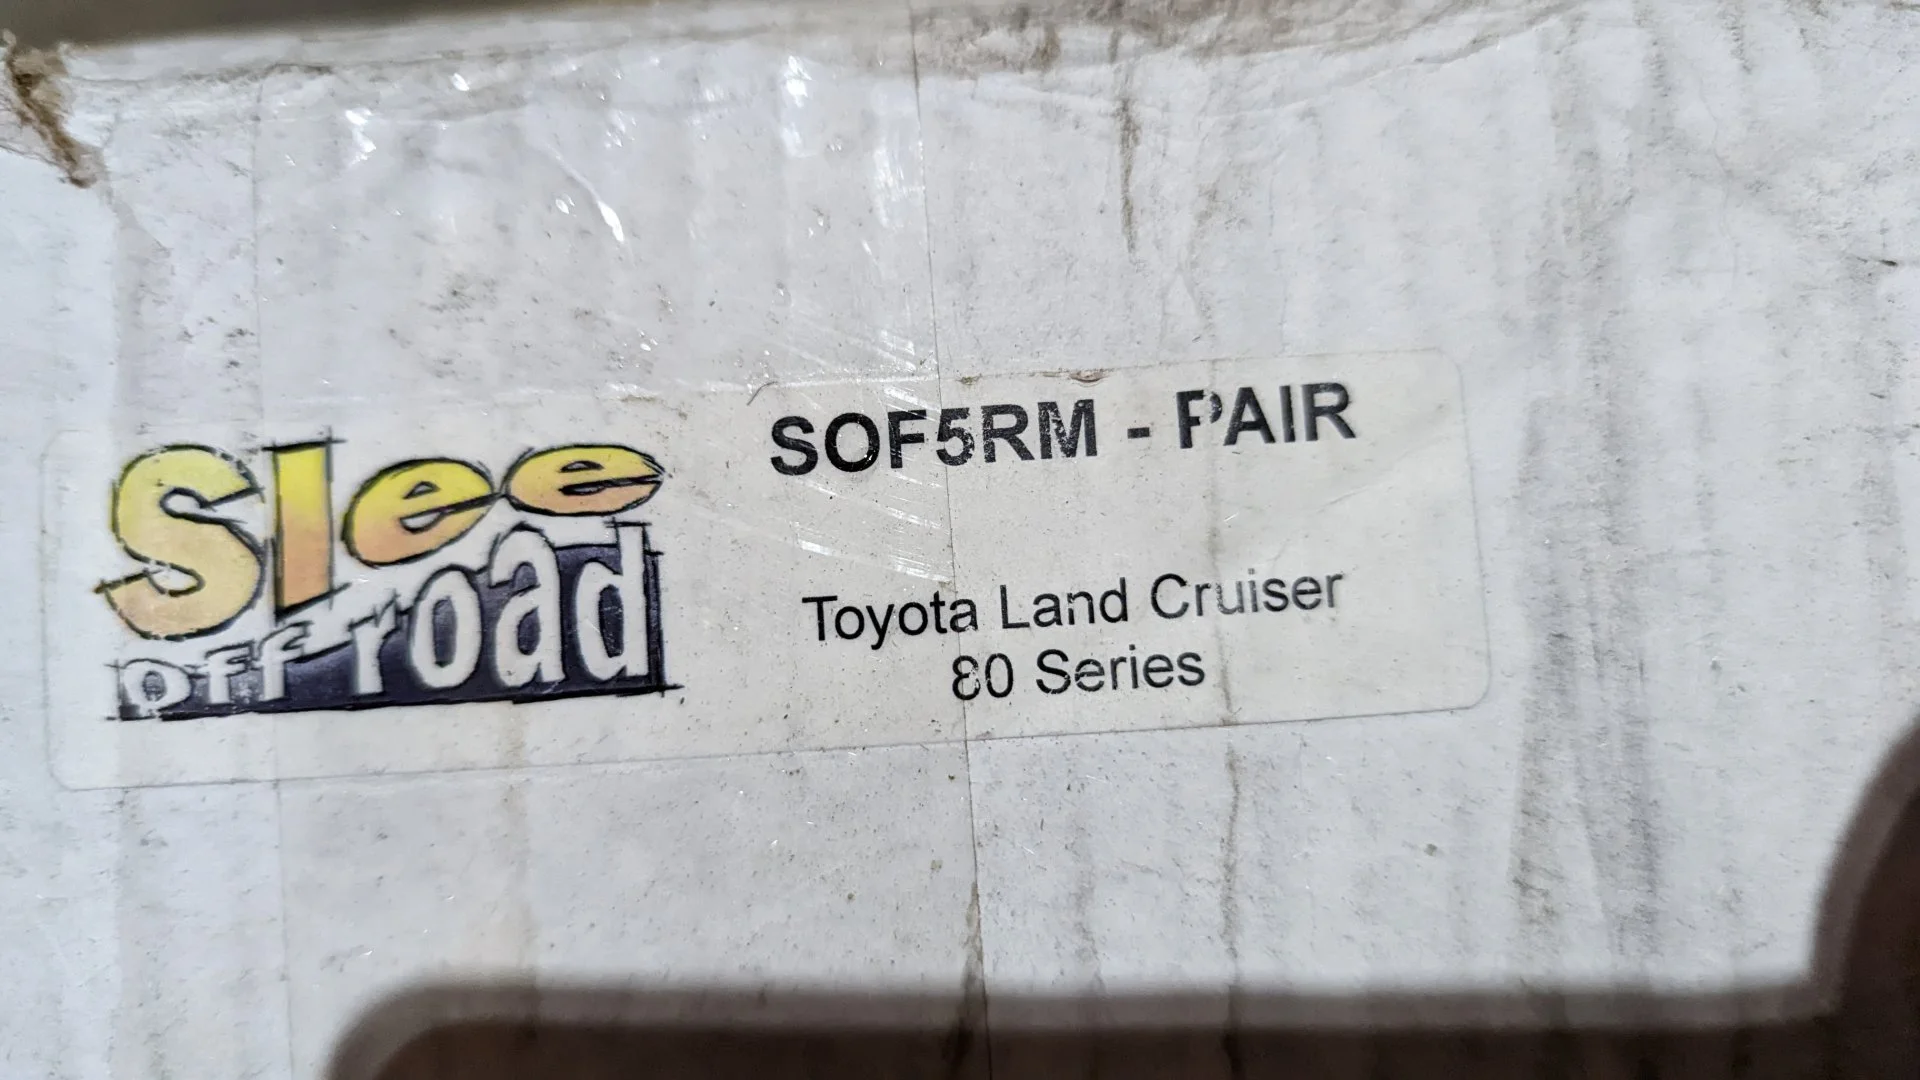 Slee
OFF road
SOF5RM - PAIR
Toyota Land Cruiser
80 Series